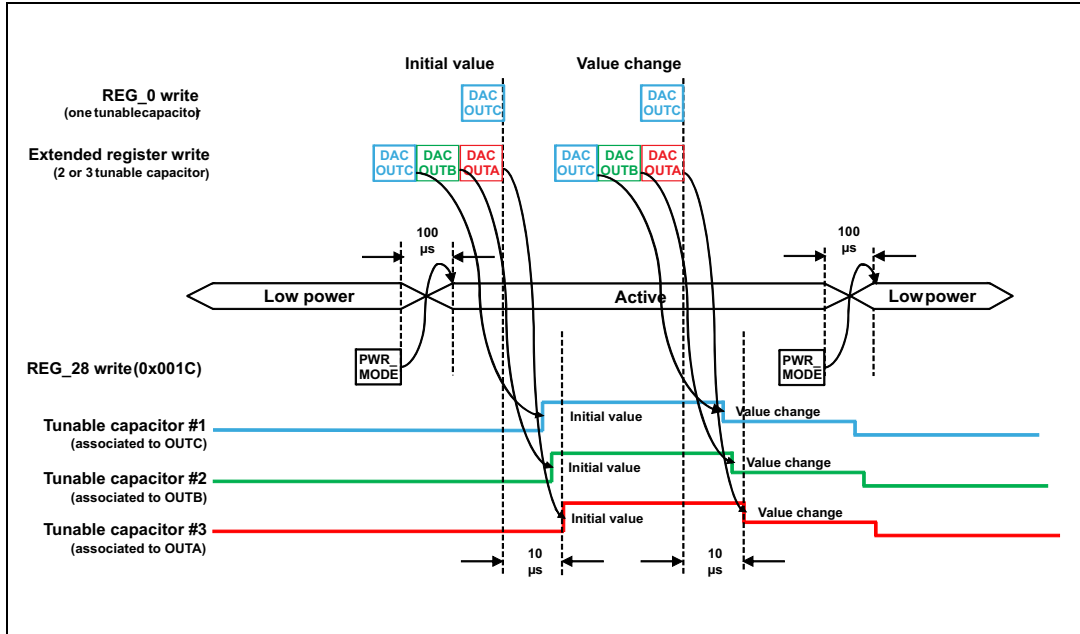 Initial value
Value change
REG_0 write
(one tunablecapacitor)
DAC
OUTC
DAC
OUTC
Extended register write
(2 or 3 tunable capacitor)
DAC
OUTC
DAC
OUTB
DAC
OUTA
DAC
OUTC
DAC
OUTB
DAC
OUTA
100
µs
100
µs
Low power
Active
Low power
REG_28 write (0x001C)
PWR_
MODE
PWR_
MODE
Tunable capacitor #1
(associated to OUTC)
Initial value
Value change
Tunable capacitor #2
(associated to OUTB)
Initial value
Value change
Tunable capacitor #3
(associated to OUTA)
Initial value
Value change
10
µs
10
µs